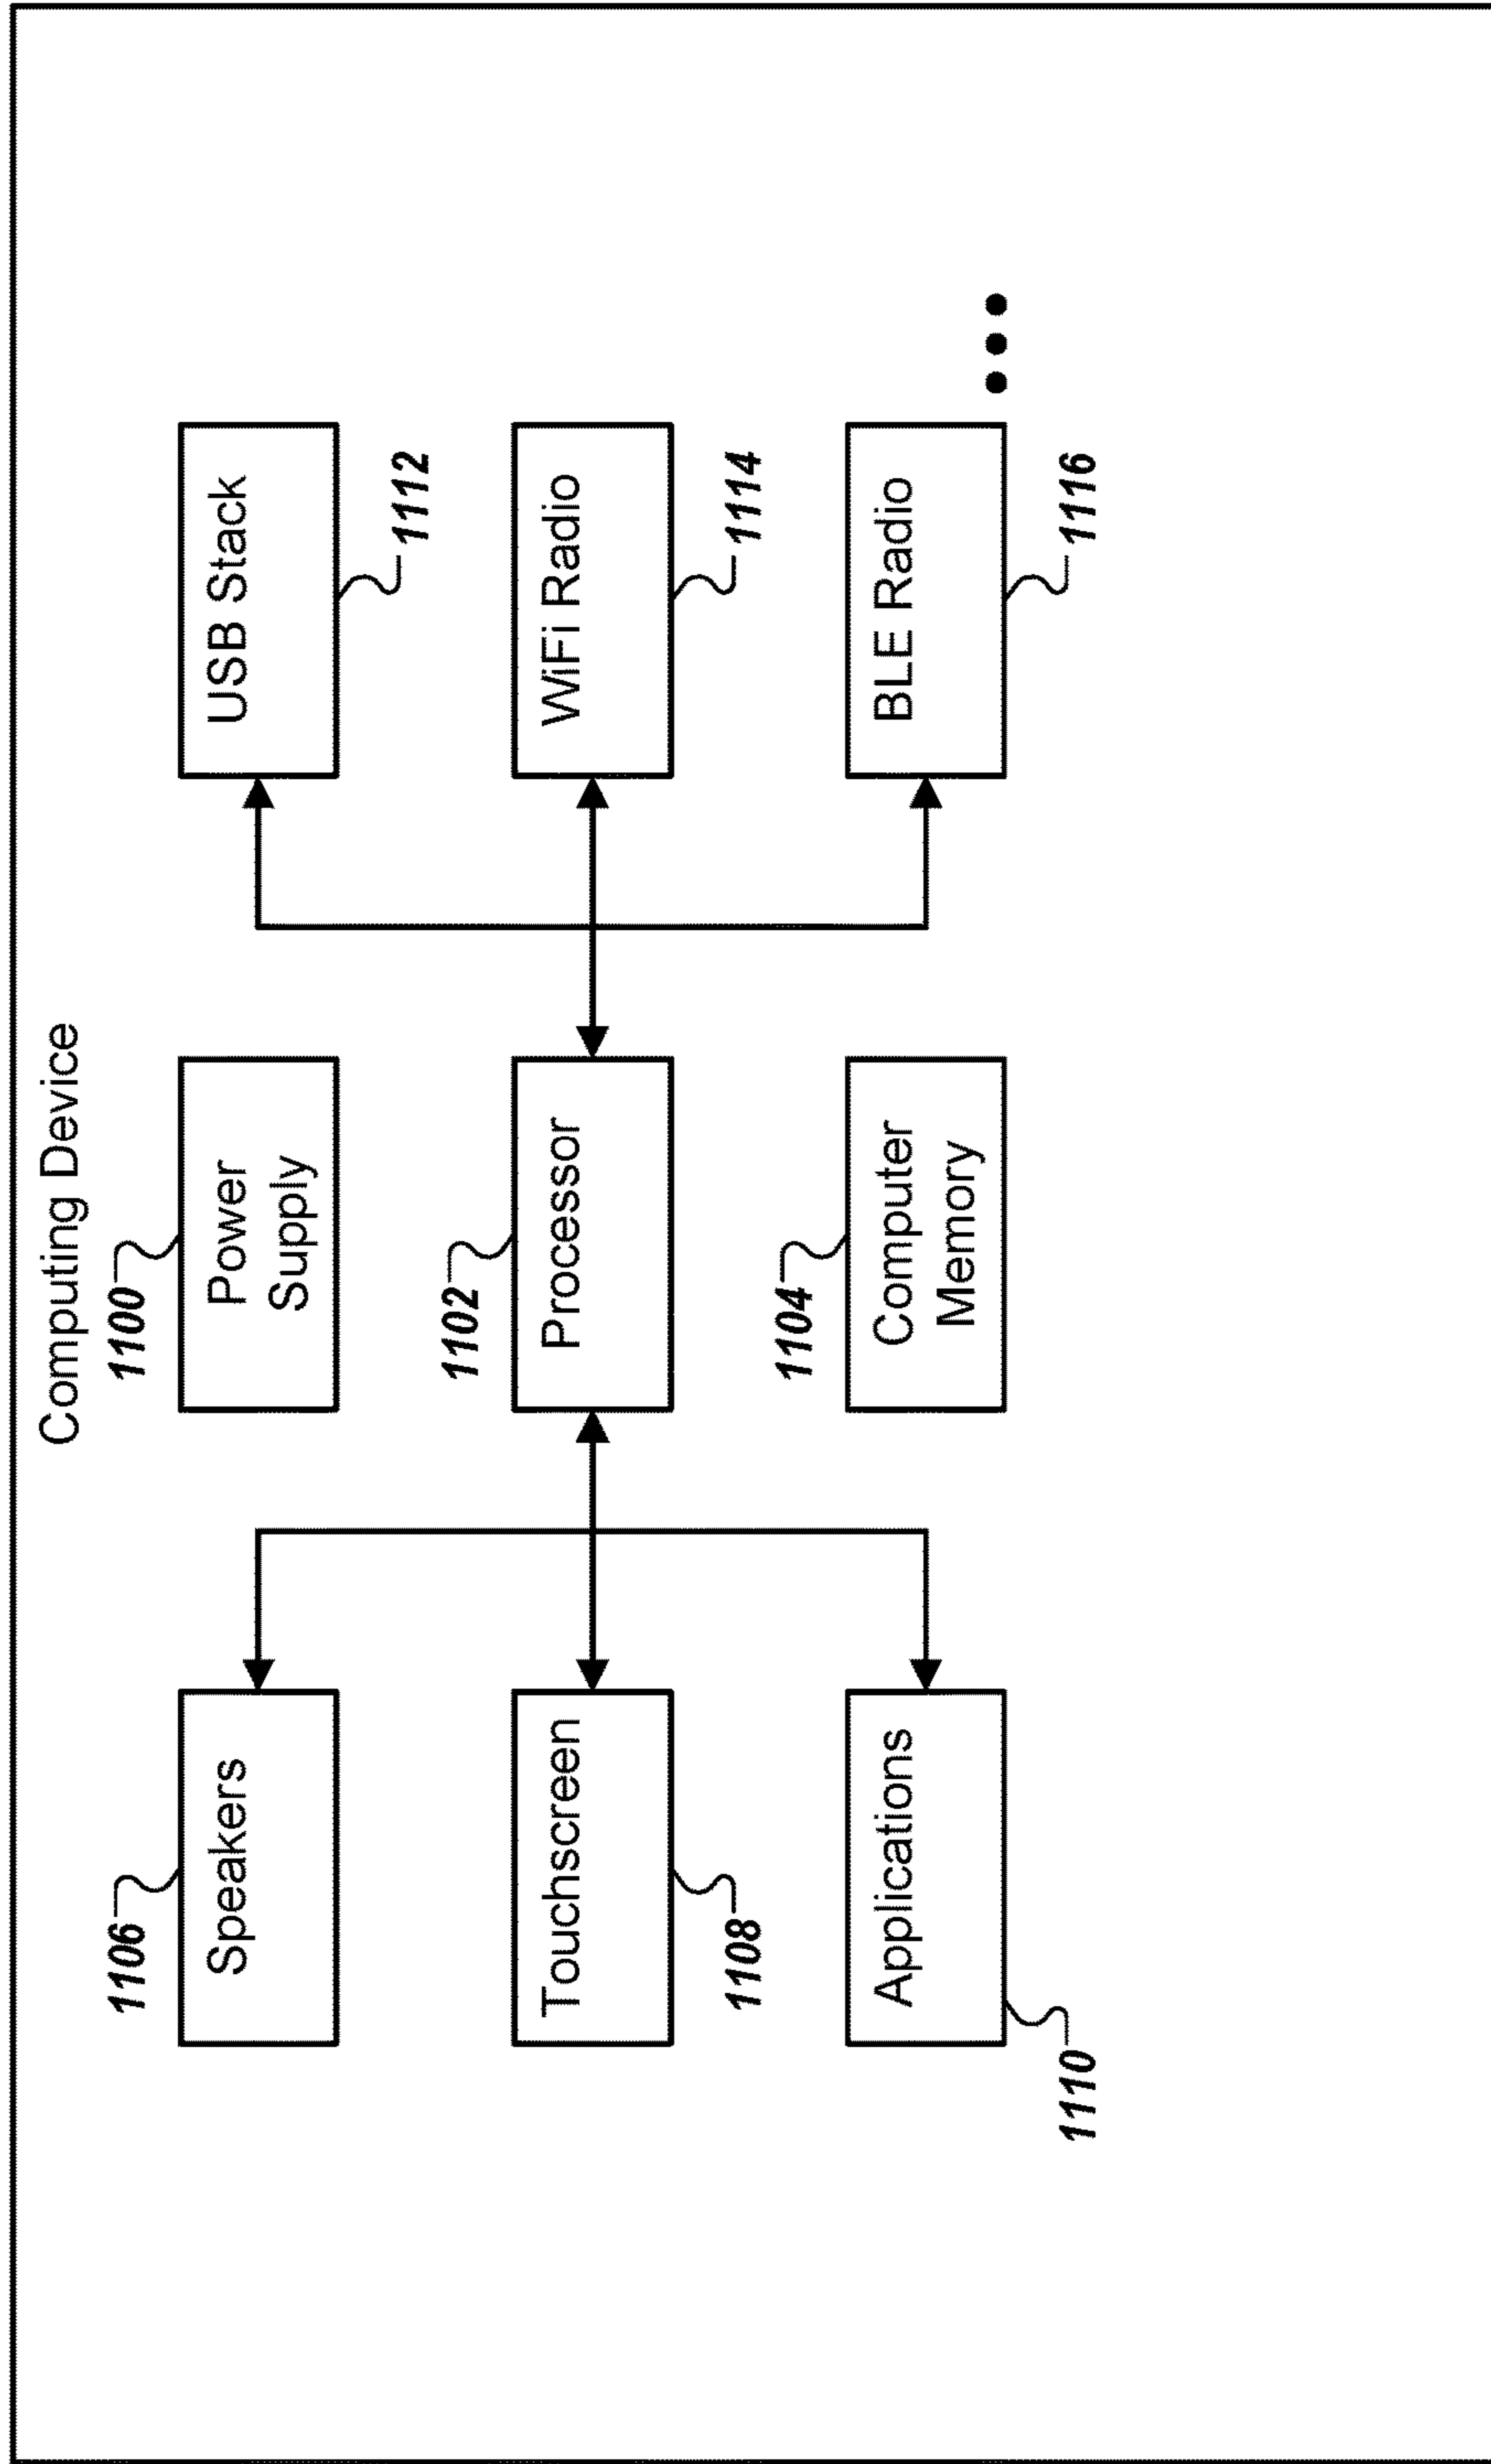 Computing Device
1106
Speakers
1100
Power
Supply
USB Stack
1112
1102
Touchscreen
1108
Processor
WiFi Radio
1114
1104
Applications
1110
Computer
Memory
BLE Radio
1116